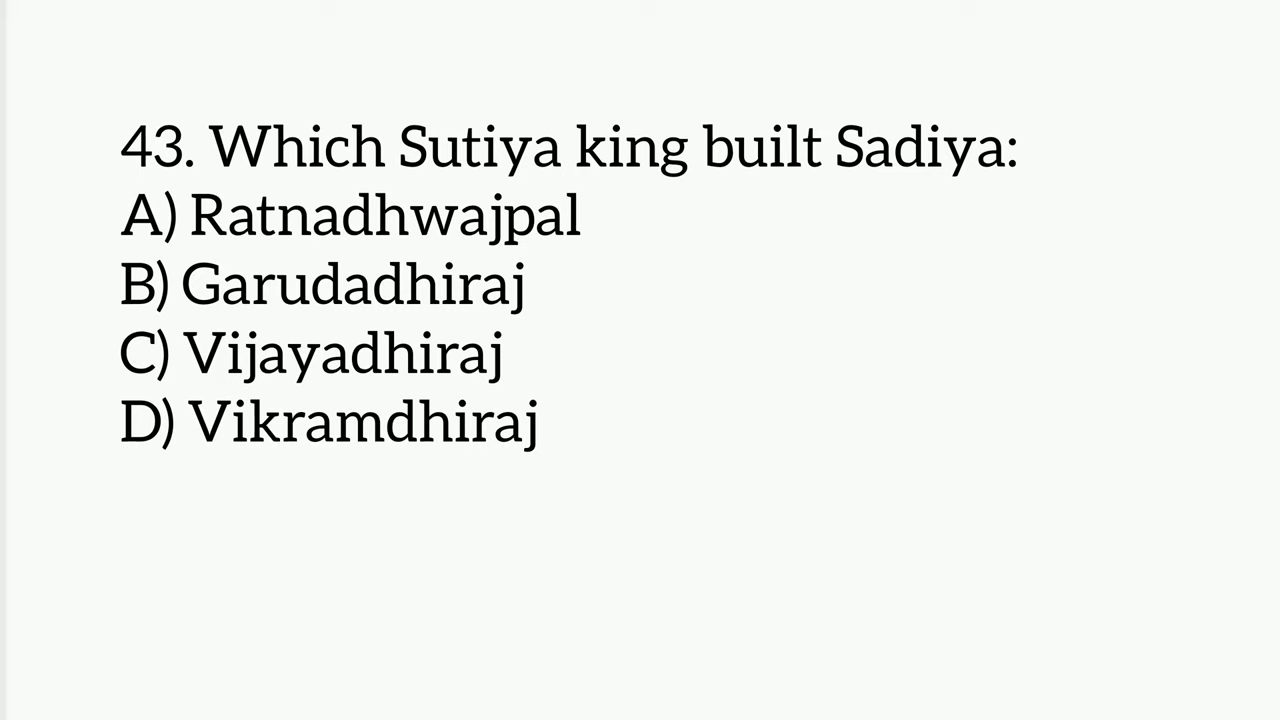 43. Which Sutiya king built Sadiya:
A) Ratnadhwajpal
B) Garudadhiraj
C) Vijayadhiraj
D) Vikramdhiraj